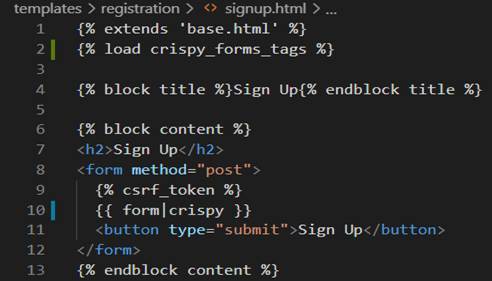 templates > registration > <> signup.html > ...
1 {% extends 'base.html' %}
2 {% load crispy_forms_tags %}
3
4 {% block title %}Sign Up{% endblock title %}
5
6 {% block content %}
7 <h2>Sign Up</h2>
8 <form method="post">
9 {% csrf_token %}
10 {{ form|crispy }}
11 <button type="submit">Sign Up</button>
12 </form>
13 {% endblock content %}